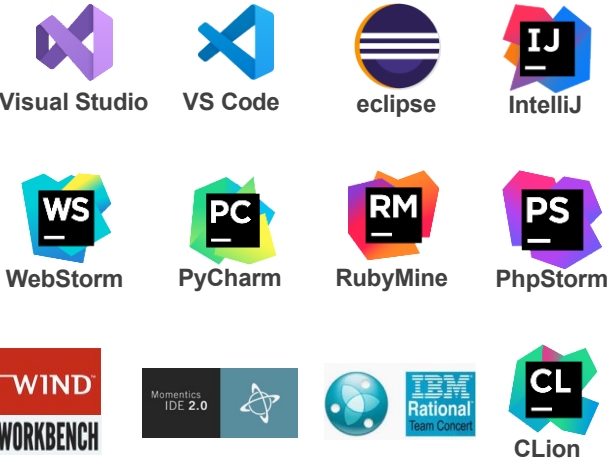 Visual Studio
VS Code
eclipse
IJ
IntelliJ
WS
WebStorm
PC
PyCharm
RM
RubyMine
PS
PhpStorm
WIND
WORKBENCH
Momentics
IDE 2.0
IBM
Rational
Team Concert
CL
CLion